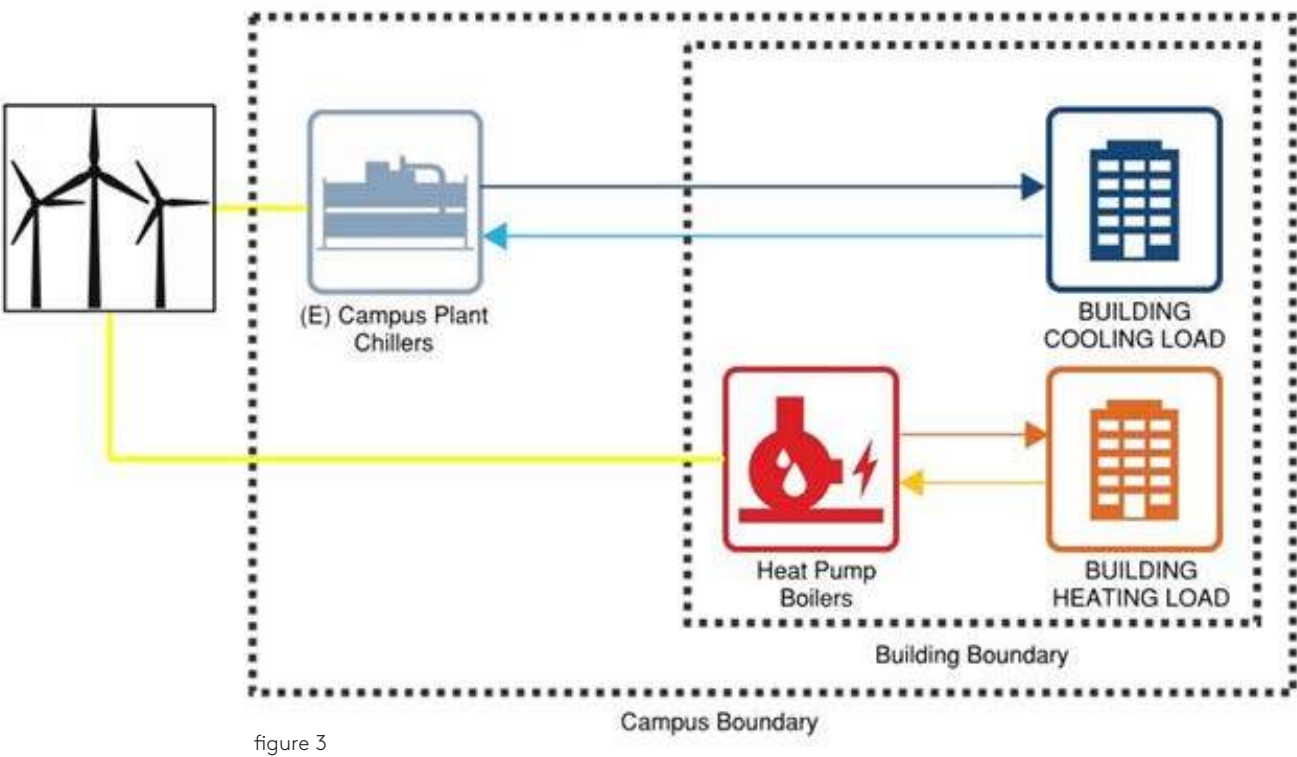 (E) Campus Plant
Chillers
BUILDING
COOLING LOAD
Heat Pump
Boilers
BUILDING
HEATING LOAD
Building Boundary
Campus Boundary
figure 3